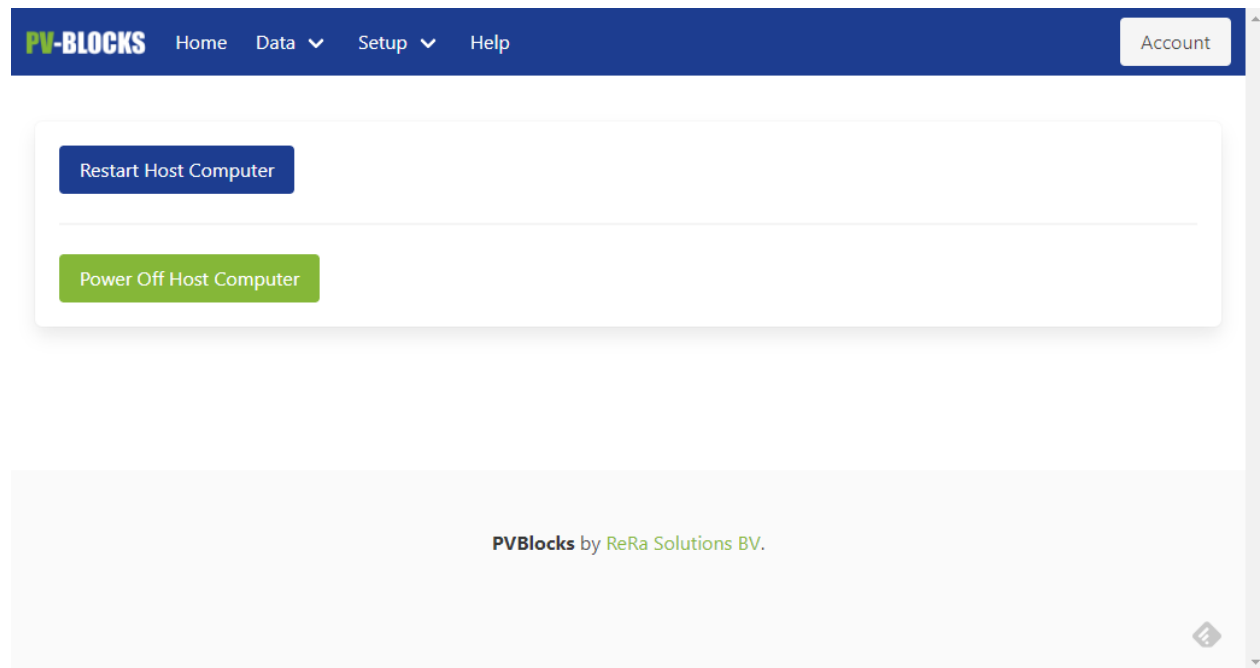 PV-BLOCKS Home Data Setup Help Account
Restart Host Computer
Power Off Host Computer
PVBlocks by ReRa Solutions BV.